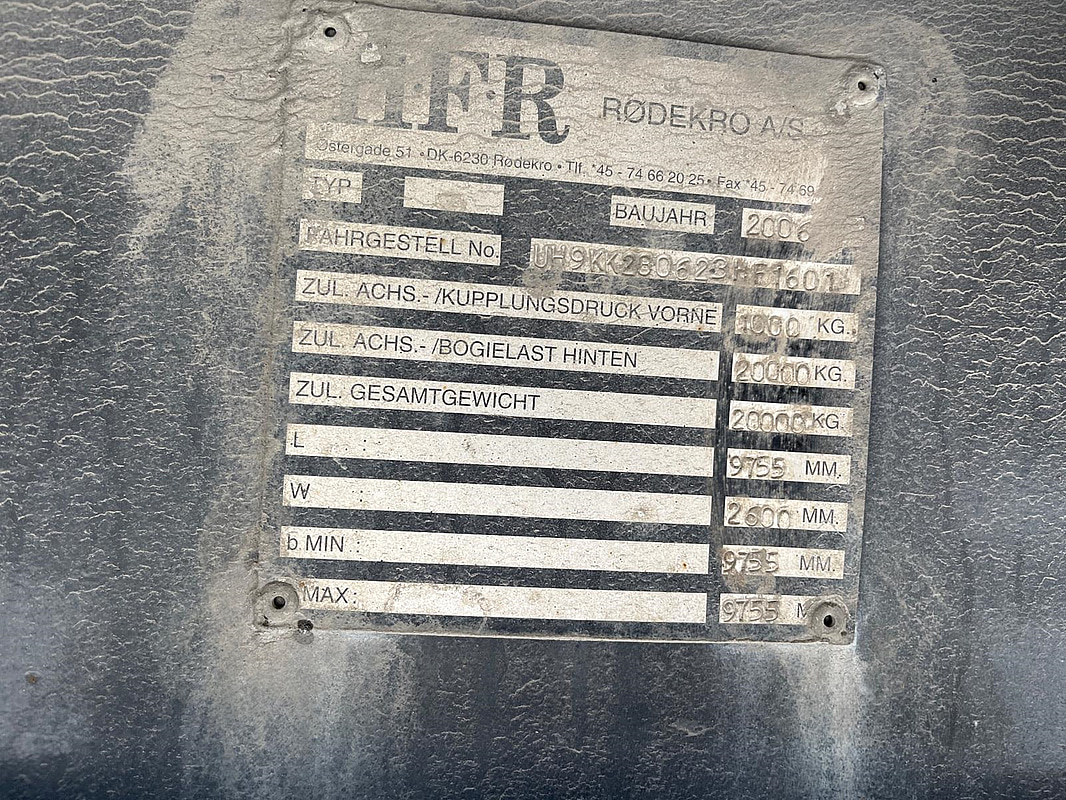 H·F·R RØDEKRO A/S
Østergade 51 • DK-6230 Rødekro • Tlf. *45 - 74 66 20 25 • Fax *45 - 74 69
TYP BAUJAHR 2006
FAHRGESTELL No.
ZUL. ACHS.- /KUPPLUNGSDRUCK VORNE 1000 KG.
ZUL. ACHS.- /BOGIELAST HINTEN 20000 KG.
ZUL. GESAMTGEWICHT 20000 KG.
L : 9755 MM.
W : 2600 MM.
b.MIN : 9755 MM.
MAX : 9755